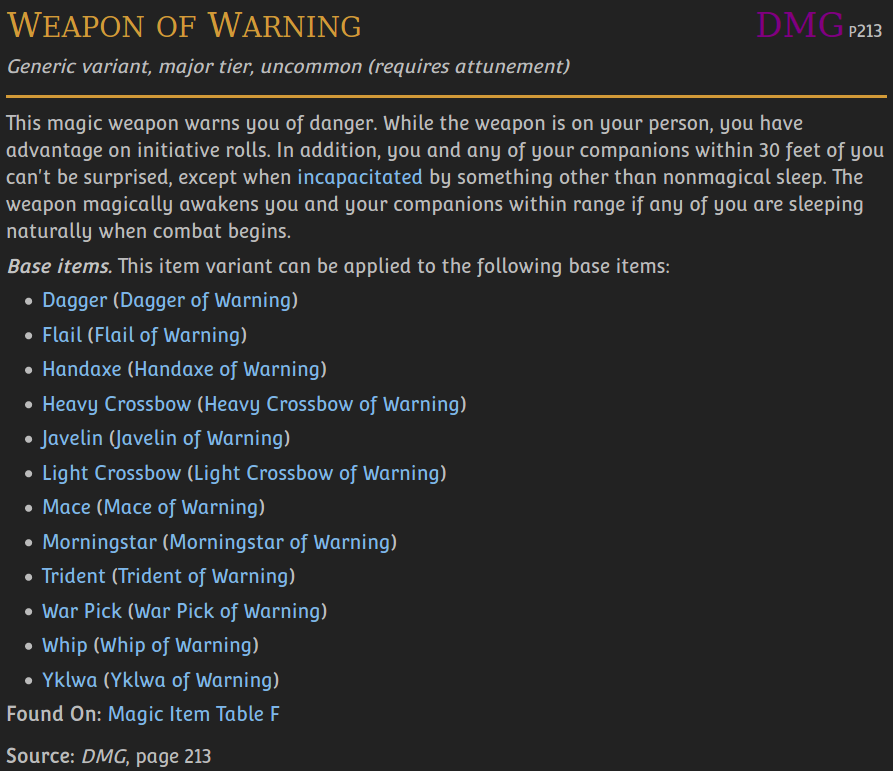 Weapon of Warning DMG P213
Generic variant, major tier, uncommon (requires attunement)
This magic weapon warns you of danger. While the weapon is on your person, you have
advantage on initiative rolls. In addition, you and any of your companions within 30 feet of you
can't be surprised, except when incapacitated by something other than nonmagical sleep. The
weapon magically awakens you and your companions within range if any of you are sleeping
naturally when combat begins.
Base items. This item variant can be applied to the following base items:
• Dagger (Dagger of Warning)
• Flail (Flail of Warning)
• Handaxe (Handaxe of Warning)
• Heavy Crossbow (Heavy Crossbow of Warning)
• Javelin (Javelin of Warning)
• Light Crossbow (Light Crossbow of Warning)
• Mace (Mace of Warning)
• Morningstar (Morningstar of Warning)
• Trident (Trident of Warning)
• War Pick (War Pick of Warning)
• Whip (Whip of Warning)
• Yklwa (Yklwa of Warning)
Found On: Magic Item Table F
Source: DMG, page 213